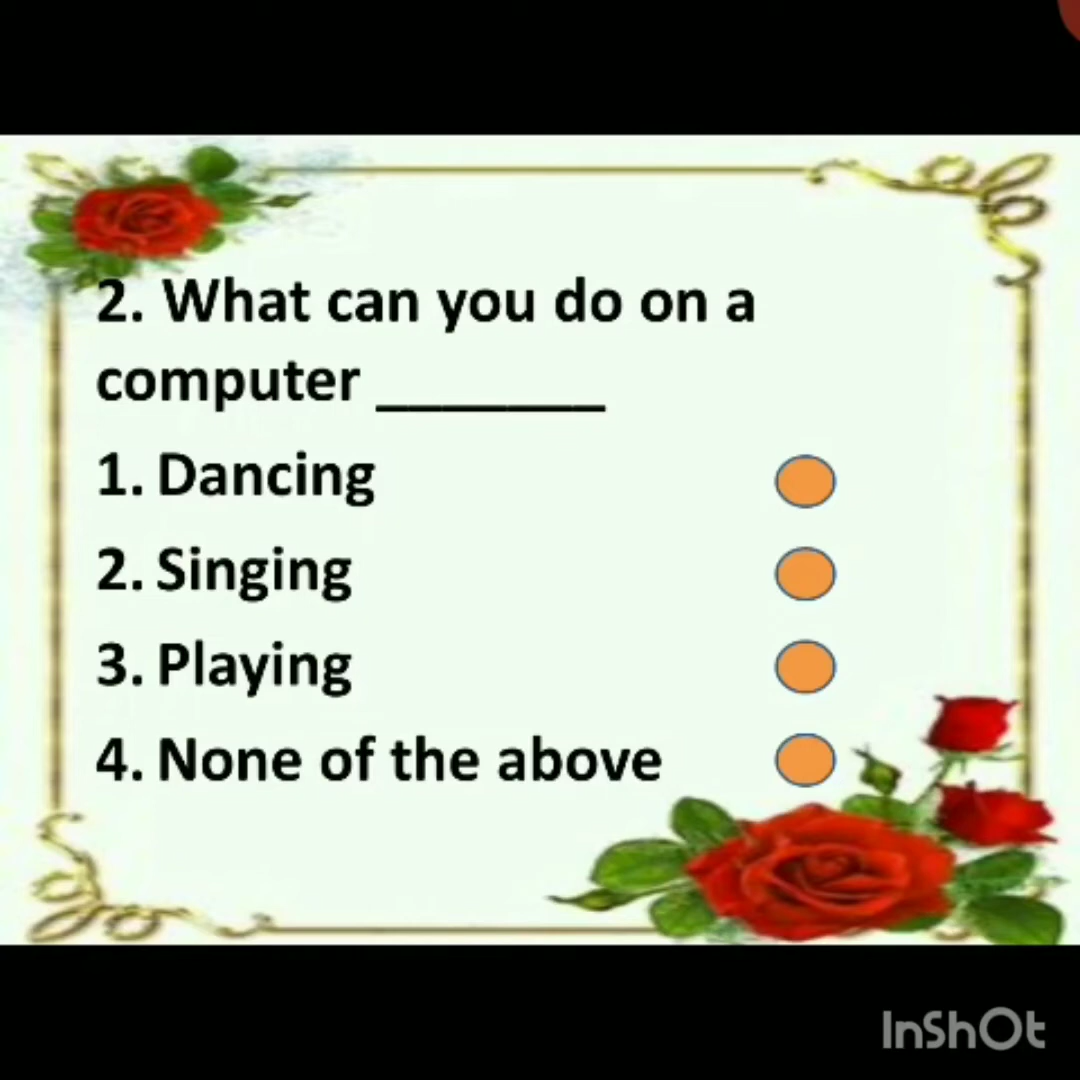 2. What can you do on a
computer _______
1. Dancing
2. Singing
3. Playing
4. None of the above
InShOt